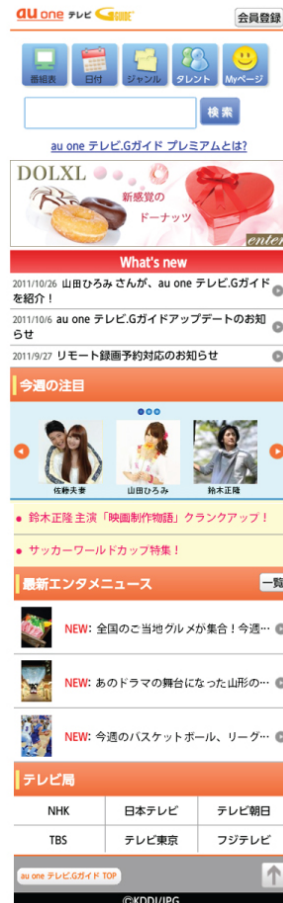 au one テレビ GGUIDE
会員登録
番組表 日付 ジャンル タレント Myページ
検索
au one テレビ.Gガイド プレミアムとは?
DOLXL
新感覚の
ドーナッツ
enter
What's new
2011/10/26 山田ひろみ さんが、au one テレビ.Gガイド
を紹介！
2011/10/6 au one テレビ.Gガイドアップデートのお知
らせ
2011/9/27 リモート録画予約対応のお知らせ
今週の注目
佐藤夫妻 山田ひろみ 鈴木正隆
鈴木正隆 主演「映画制作物語」クランクアップ！
サッカーワールドカップ特集！
最新エンタメニュース 一覧
NEW: 全国のご当地グルメが集合！今週…
NEW: あのドラマの舞台になった山形の…
NEW: 今週のバスケットボール、リーグ…
テレビ局
NHK 日本テレビ テレビ朝日
TBS テレビ東京 フジテレビ
au one テレビ.Gガイド TOP
©KDDI/IPG